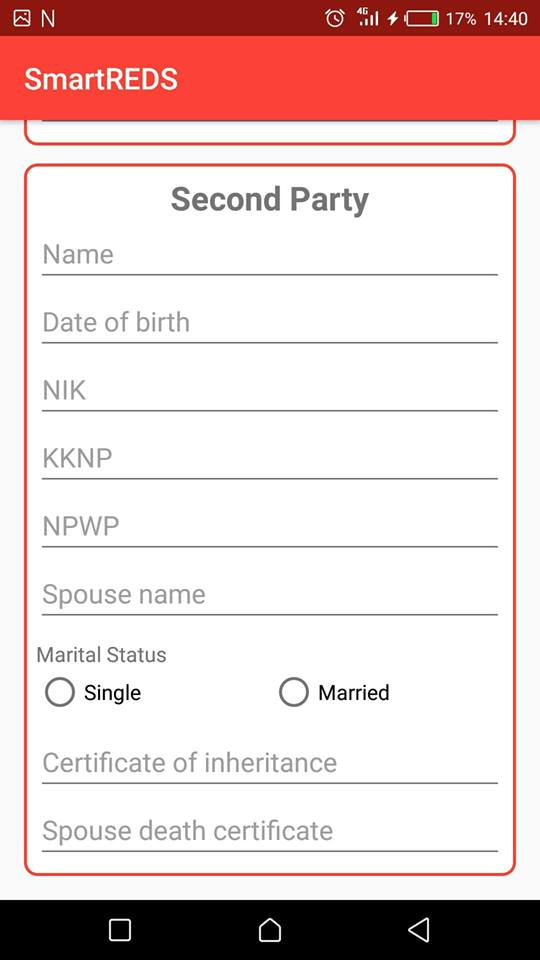 N 4G 17% 14:40
SmartREDS
Second Party
Name
Date of birth
NIK
KKNP
NPWP
Spouse name
Marital Status
Single Married
Certificate of inheritance
Spouse death certificate